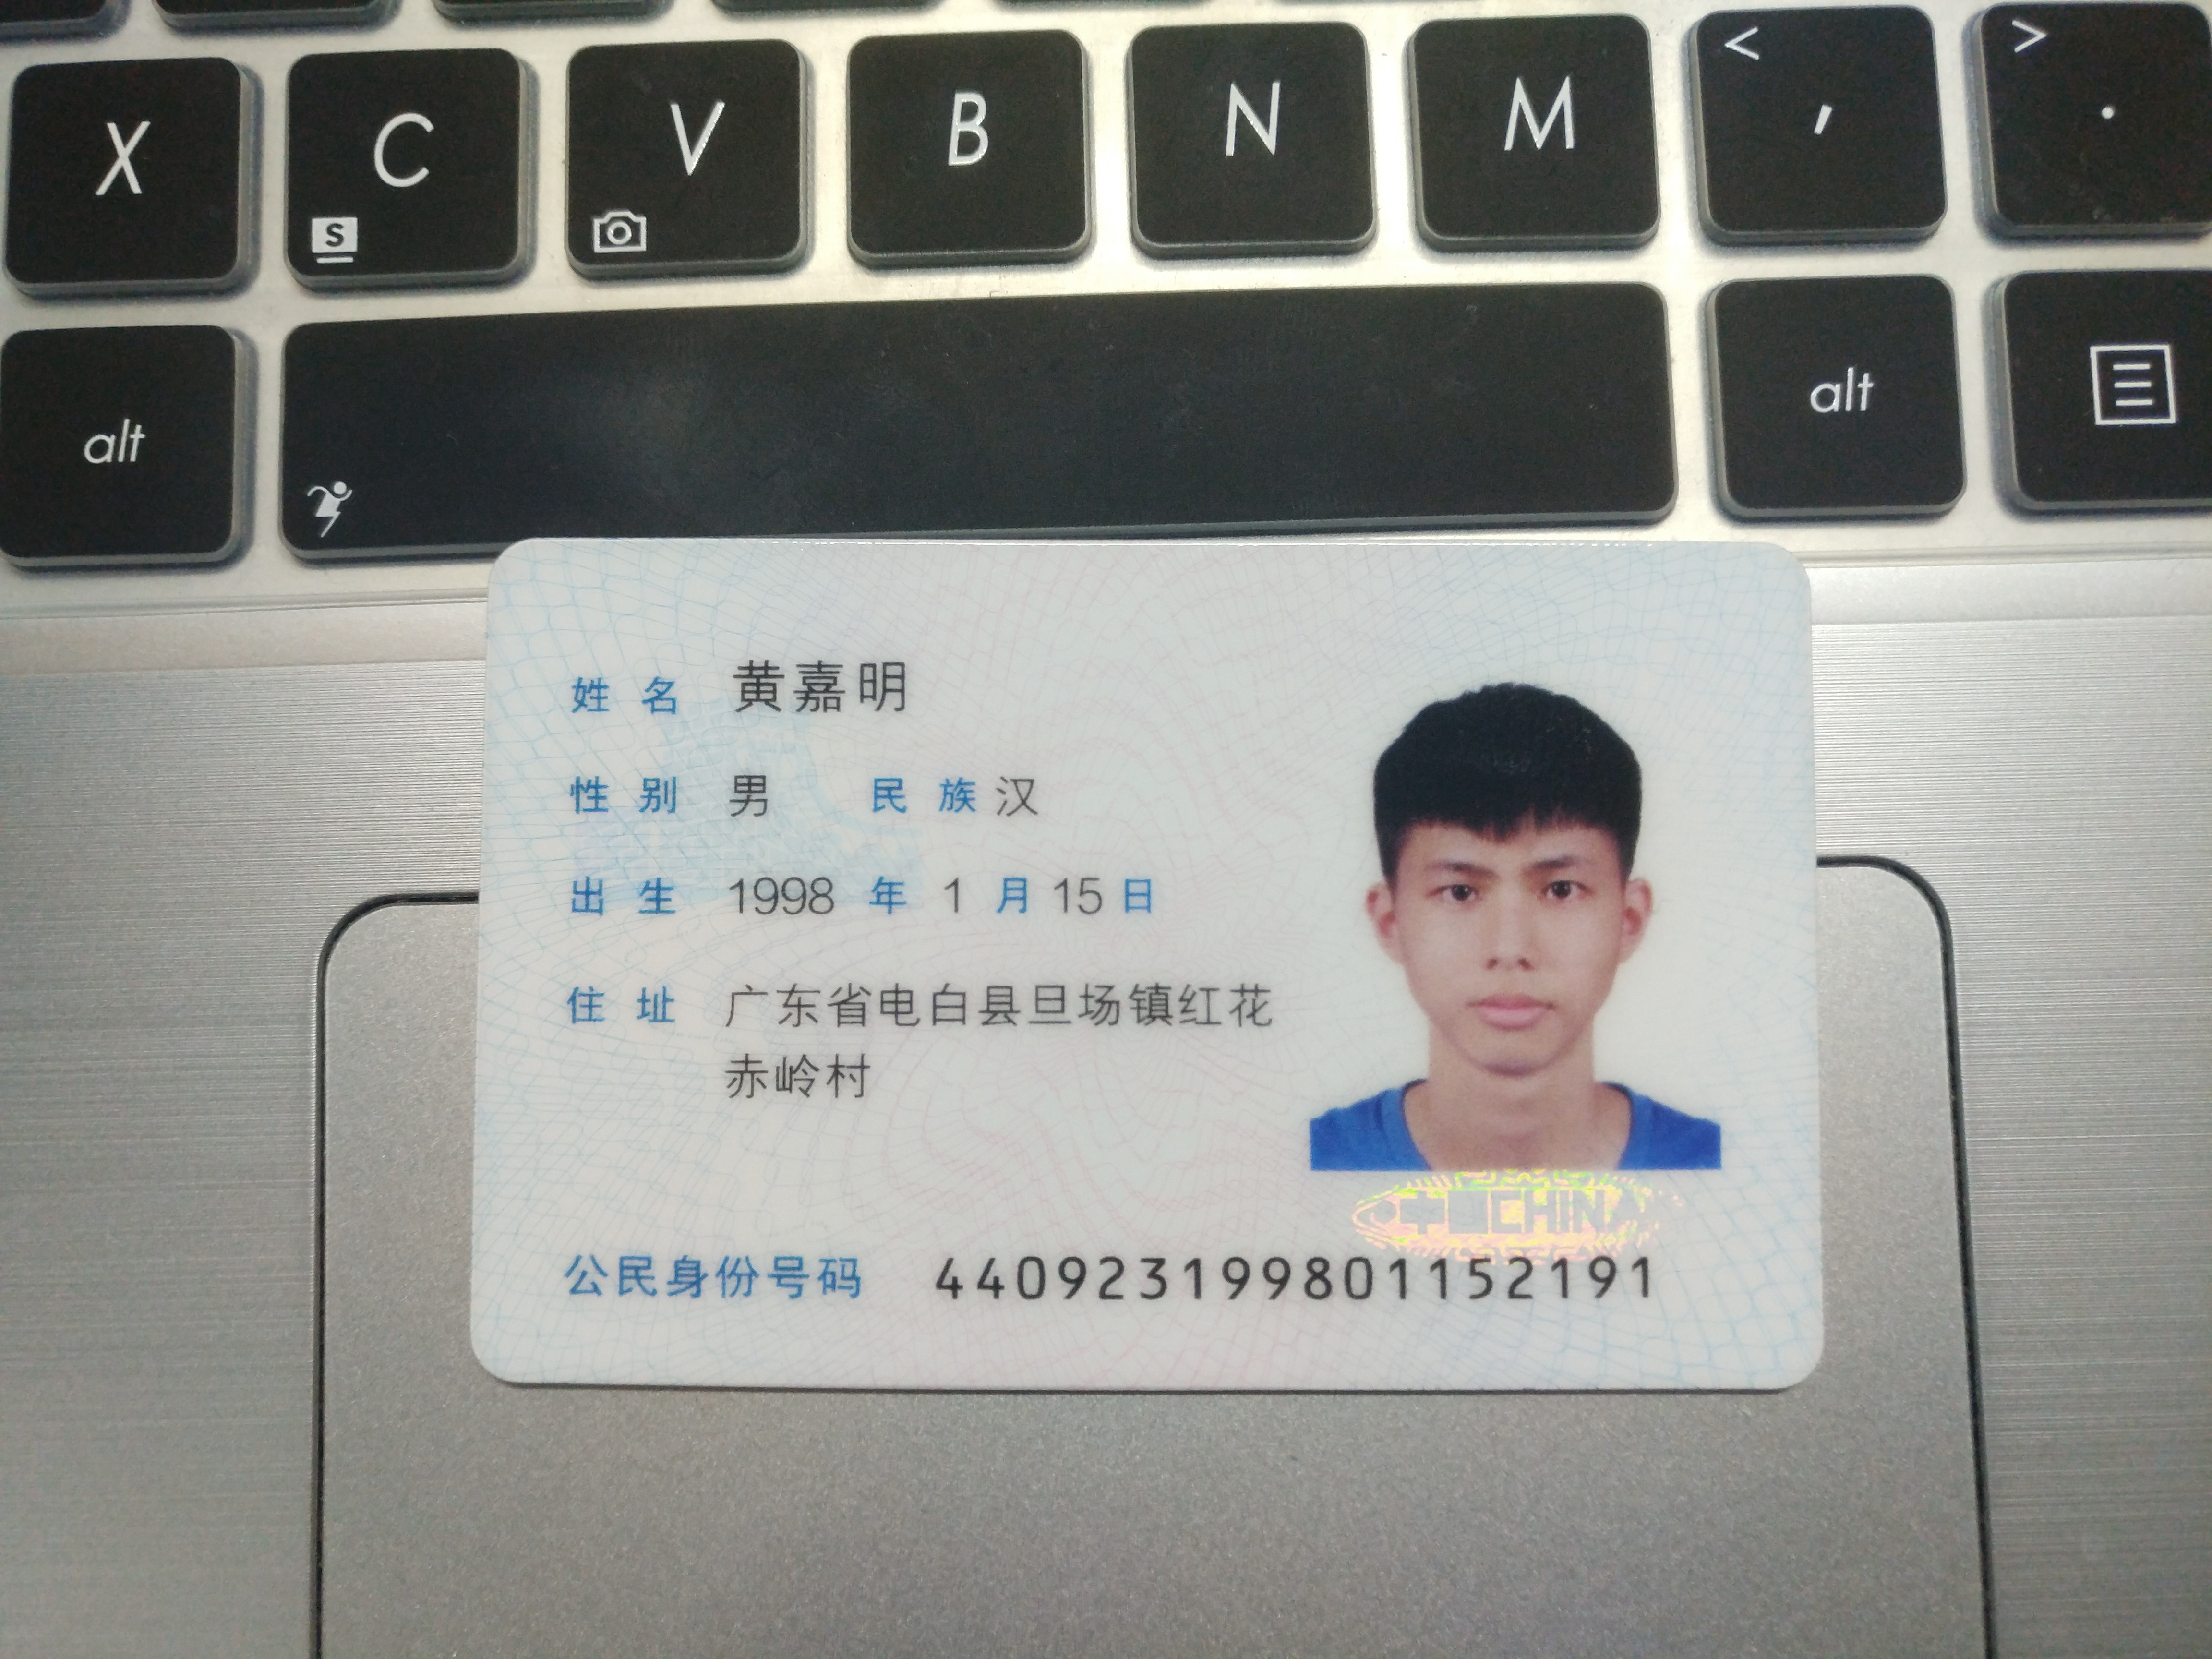 X C V B N M < , > .
S
alt alt
姓名 黄嘉明
性别 男 民族 汉
出生 1998 年 1 月 15 日
住址 广东省电白县旦场镇红花
赤岭村
中国CHINA
公民身份号码 440923199801152191